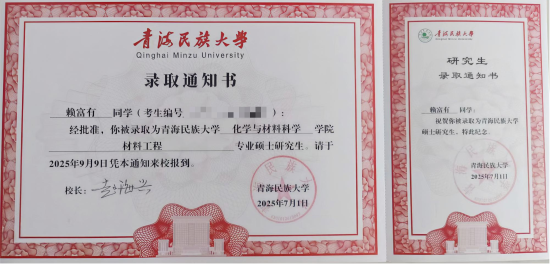 青海民族大学
Qinghai Minzu University
录取通知书
赖富有 同学(考生编号 ):
经批准,你被录取为青海民族大学 化学与材料科学 学院
材料工程 专业硕士研究生。请于
2025年9月9日凭本通知来校报到。
校长:
青海民族大学
2025年7月1日
青海民族大学
Qinghai Minzu University
研究生
录取通知书
赖富有 同学:
祝贺你被录取为青海民族大学
硕士研究生,特此纪念。
青海民族大学
2025年7月1日